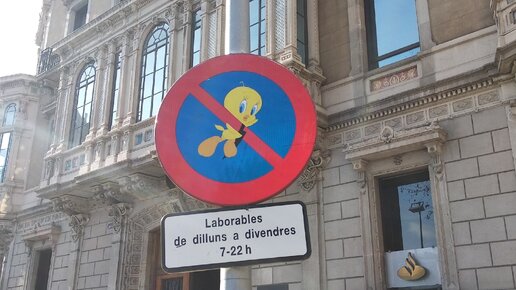 Laborables
de dilluns a divendres
7-22 h